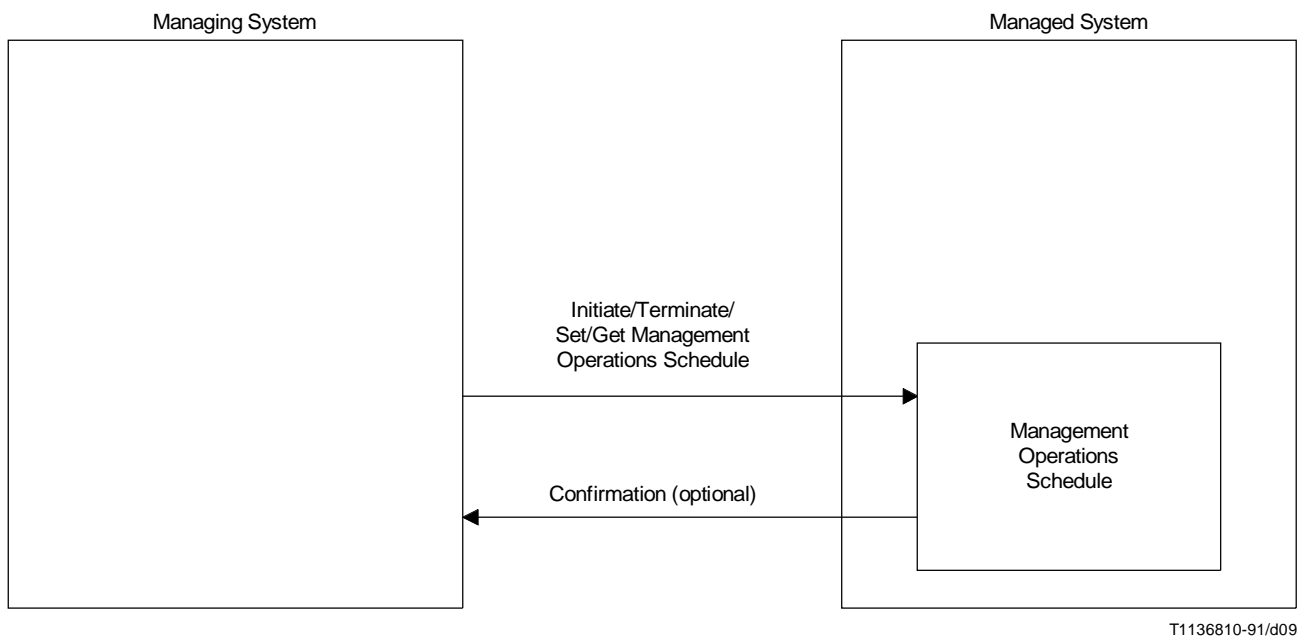 Managing System
Managed System
Initiate/Terminate/
Set/Get Management
Operations Schedule
Management
Operations
Schedule
Confirmation (optional)
T1136810-91/d09